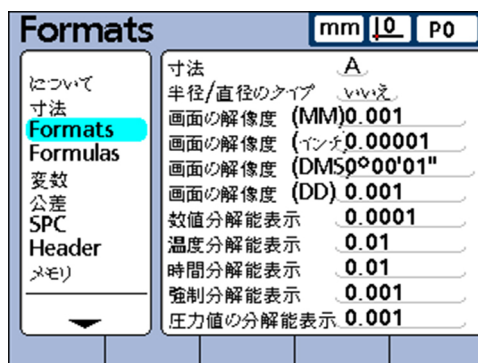 Formats
mm 0 P0
について
寸法
Formats
Formulas
変数
公差
SPC
Header
メモリ
寸法 A
半径/直径のタイプ いいえ
画面の解像度 (MM)0.001
画面の解像度 (インチ)0.00001
画面の解像度 (DMS0°00'01"
画面の解像度 (DD) 0.001
数値分解能表示 0.0001
温度分解能表示 0.01
時間分解能表示 0.01
強制分解能表示 0.001
圧力値の分解能表示 0.001